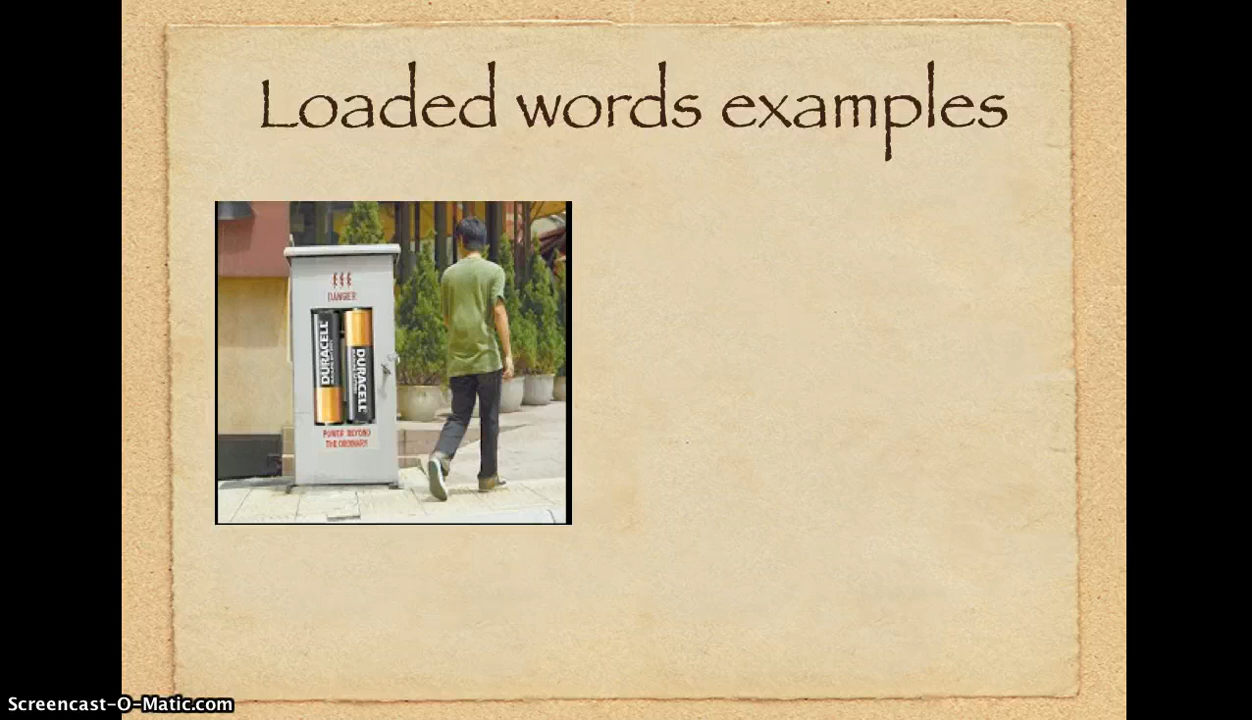 Loaded words examples
DANGER
DURACELL
DURACELL
POWER BEYOND
THE ORDINARY
Screencast-O-Matic.com